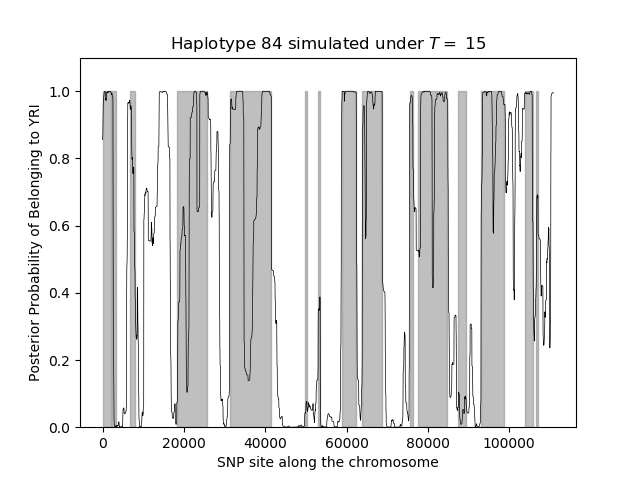 Haplotype 84 simulated under T = 15
Posterior Probability of Belonging to YRI
1.0
0.8
0.6
0.4
0.2
0.0
0 20000 40000 60000 80000 100000
SNP site along the chromosome